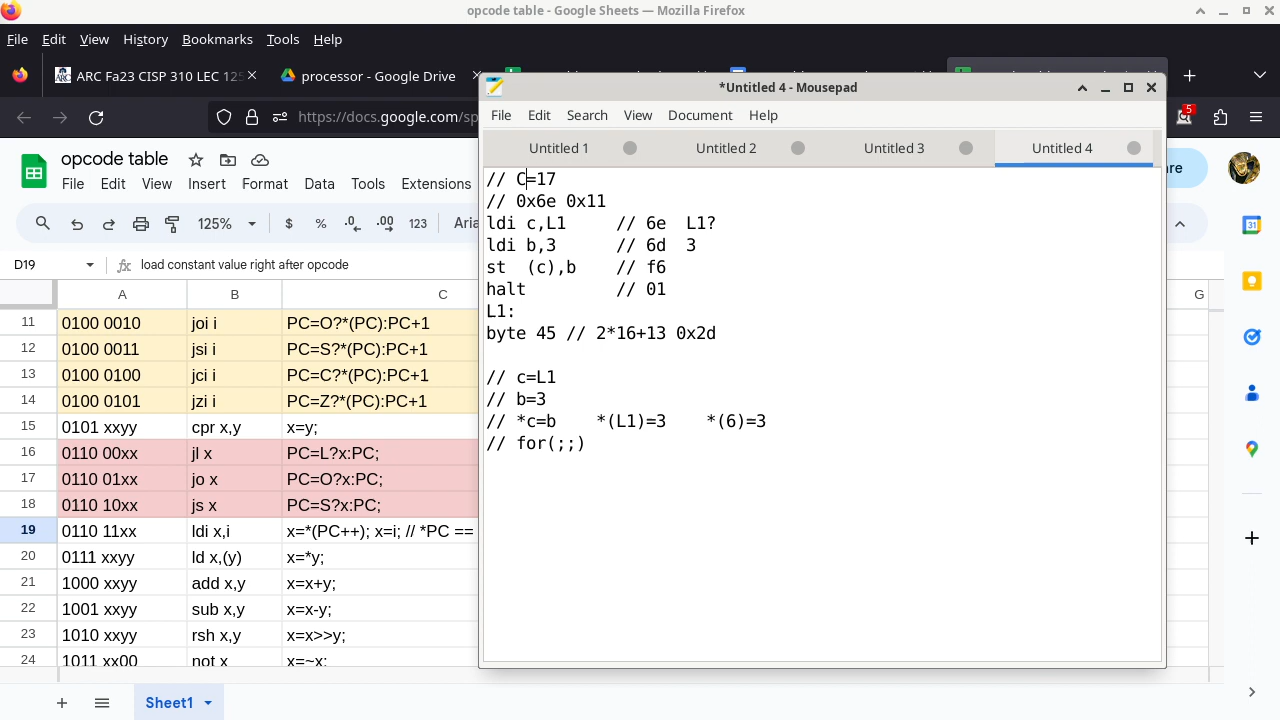 opcode table - Google Sheets — Mozilla Firefox
File Edit View History Bookmarks Tools Help
ARC Fa23 CISP 310 LEC 125
processor - Google Drive
https://docs.google.com/sp
5
opcode table
File Edit View Insert Format Data Tools Extensions
125% $ % .0 .00 123 Aria
D19 fx load constant value right after opcode
A B C G
11 0100 0010 joi i PC=O?*(PC):PC+1
12 0100 0011 jsi i PC=S?*(PC):PC+1
13 0100 0100 jci i PC=C?*(PC):PC+1
14 0100 0101 jzi i PC=Z?*(PC):PC+1
15 0101 xxyy cpr x,y x=y;
16 0110 00xx jl x PC=L?x:PC;
17 0110 01xx jo x PC=O?x:PC;
18 0110 10xx js x PC=S?x:PC;
19 0110 11xx ldi x,i x=*(PC++); x=i; // *PC ==
20 0111 xxyy ld x,(y) x=*y;
21 1000 xxyy add x,y x=x+y;
22 1001 xxyy sub x,y x=x-y;
23 1010 xxyy rsh x,y x=x>>y;
24 1011 xx00 not x x=~x;
Sheet1
*Untitled 4 - Mousepad
File Edit Search View Document Help
Untitled 1 Untitled 2 Untitled 3 Untitled 4
// C=17
// 0x6e 0x11
ldi c,L1 // 6e L1?
ldi b,3 // 6d 3
st (c),b // f6
halt // 01
L1:
byte 45 // 2*16+13 0x2d
// c=L1
// b=3
// *c=b *(L1)=3 *(6)=3
// for(;;)
are
31